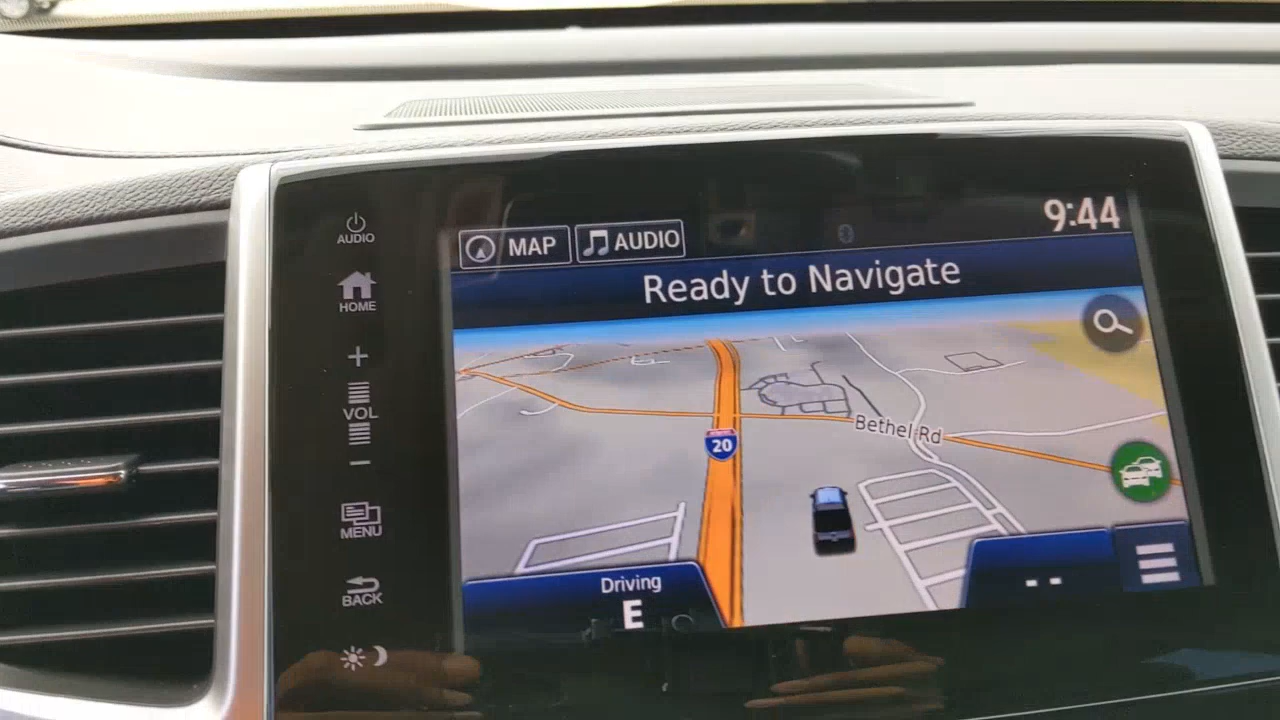 AUDIO
HOME
+
VOL
-
MENU
BACK
MAP
AUDIO
9:44
Ready to Navigate
20
Bethel Rd
Driving
E
--